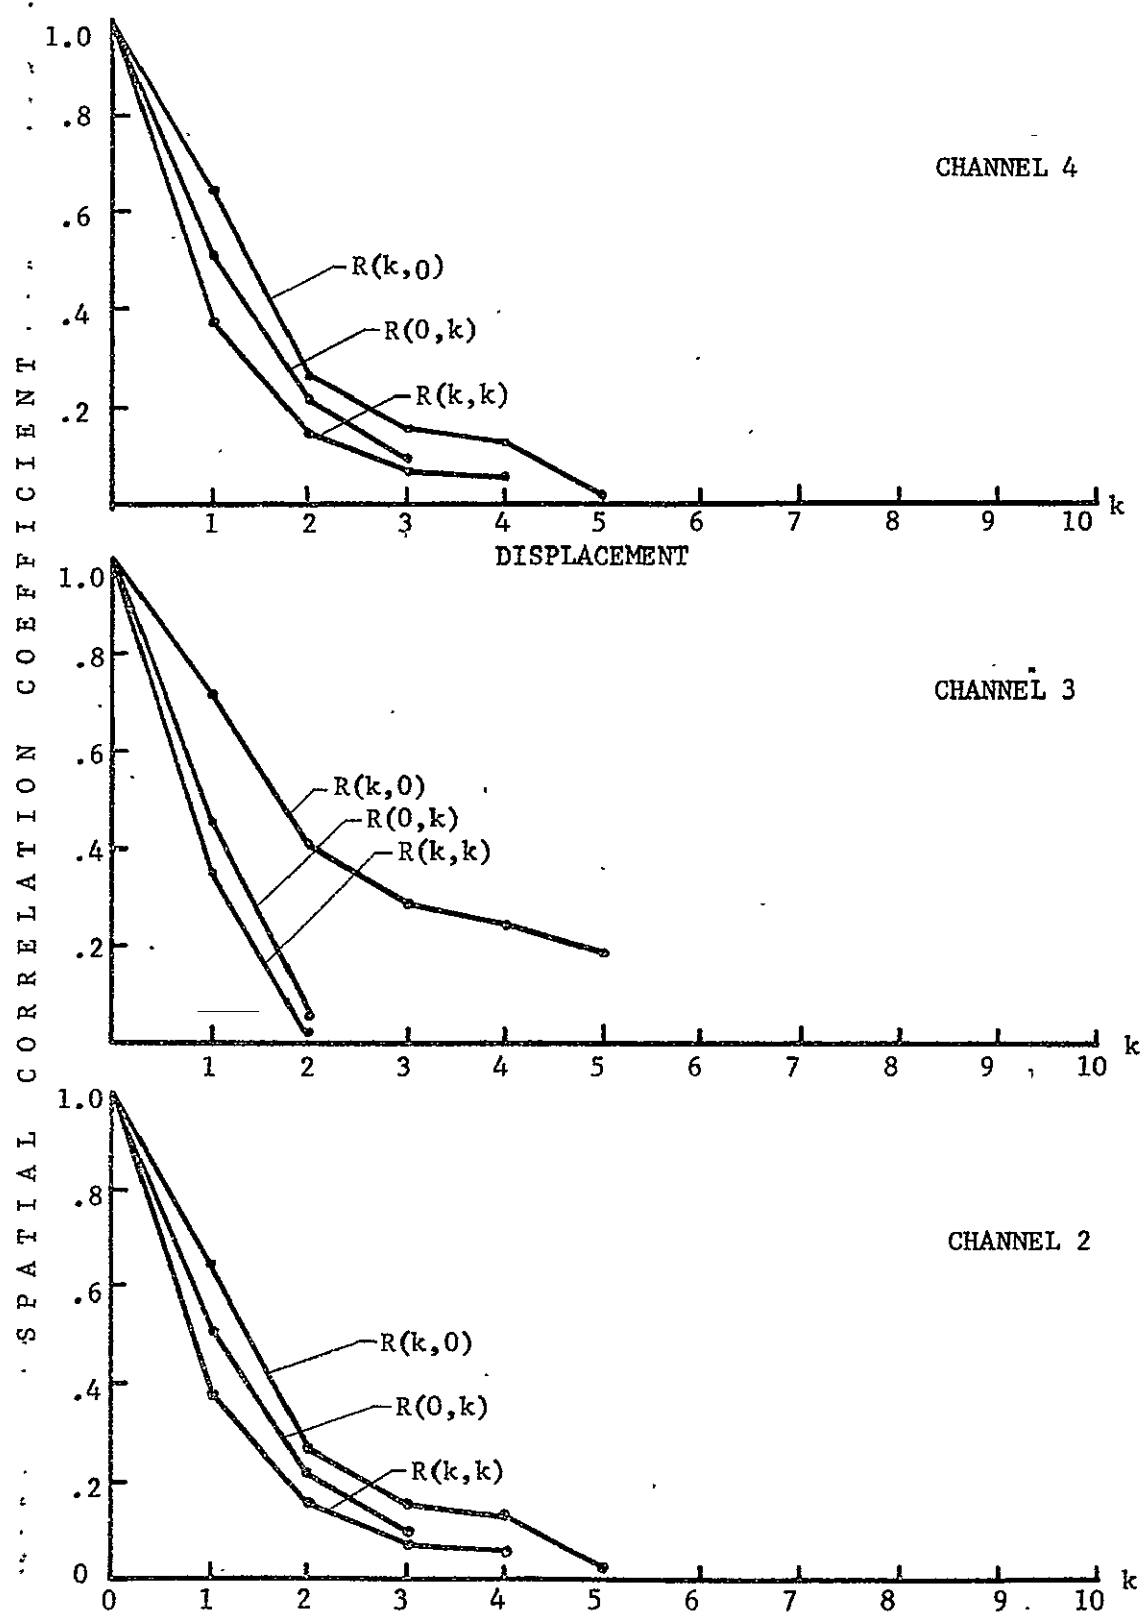 SPATIAL CORRELATION COEFFICIENT
1.0
.8
.6
.4
.2
CHANNEL 4
R(k,0)
R(0,k)
R(k,k)
1 2 3 4 5 6 7 8 9 10 k
DISPLACEMENT
1.0
.8
.6
.4
.2
CHANNEL 3
R(k,0)
R(0,k)
R(k,k)
1 2 3 4 5 6 7 8 9 10 k
1.0
.8
.6
.4
.2
0
CHANNEL 2
R(k,0)
R(0,k)
R(k,k)
0 1 2 3 4 5 6 7 8 9 10 k